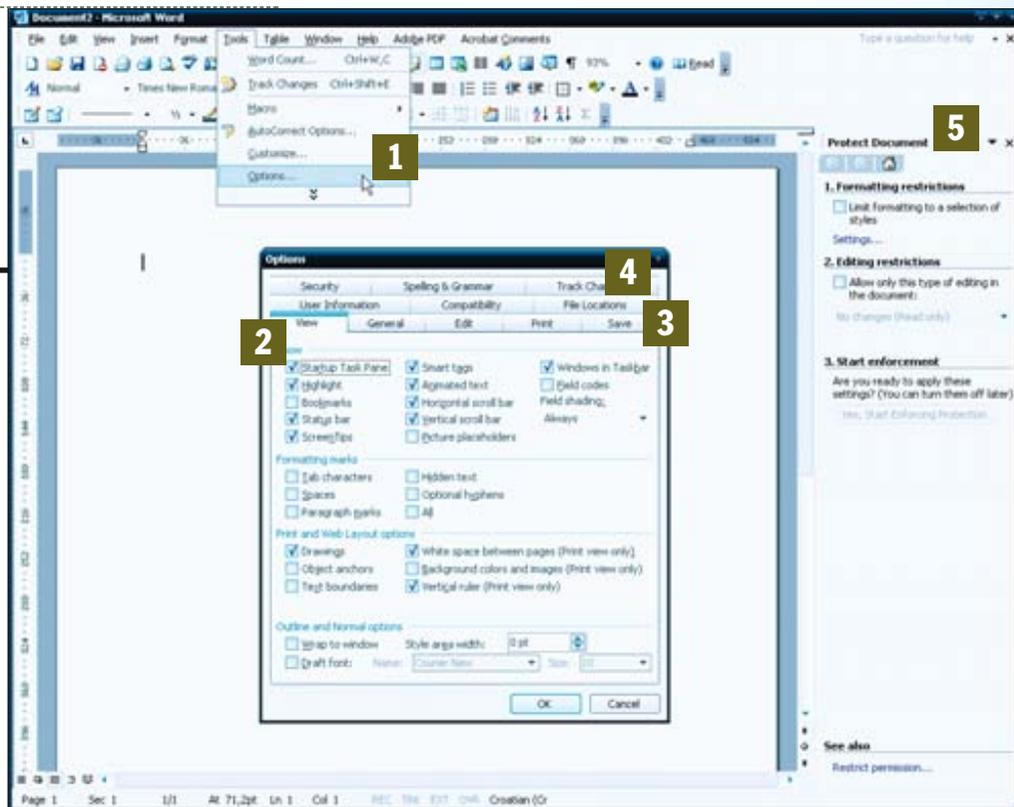 Document2 - Microsoft Word
File Edit View Insert Format Tools Table Window Help Adobe PDF Acrobat Comments
Type a question for help
Normal
Times New Roma
93%
Read
Word Count... Ctrl+W,C
Track Changes Ctrl+Shift+E
Macro
AutoCorrect Options...
Customize...
Options...
1
5
Protect Document
1. Formatting restrictions
Limit formatting to a selection of
styles
Settings...
2. Editing restrictions
Allow only this type of editing in
the document:
No changes (Read only)
3. Start enforcement
Are you ready to apply these
settings? (You can turn them off later)
Yes, Start Enforcing Protection
See also
Restrict permission...
Options
4
Security Spelling & Grammar Track
User Information Compatibility File Locations
View General Edit Print Save
3
2
Startup Task Pane Smart tags Windows in Taskbar
Highlight Animated text Field codes
Bookmarks Horizontal scroll bar Field shading:
Status bar Vertical scroll bar Always
ScreenTips Picture placeholders
Formatting marks
Tab characters Hidden text
Spaces Optional hyphens
Paragraph marks All
Print and Web Layout options
Drawings White space between pages (Print view only)
Object anchors Background colors and images (Print view only)
Text boundaries Vertical ruler (Print view only)
Outline and Normal options
Wrap to window Style area width: 0 pt
Draft font: Name: Courier New Size: 10
OK Cancel
Page 1 Sec 1 1/1 At 71,2pt Ln 1 Col 1 REC TRK EXT OVR Croatian (Cr